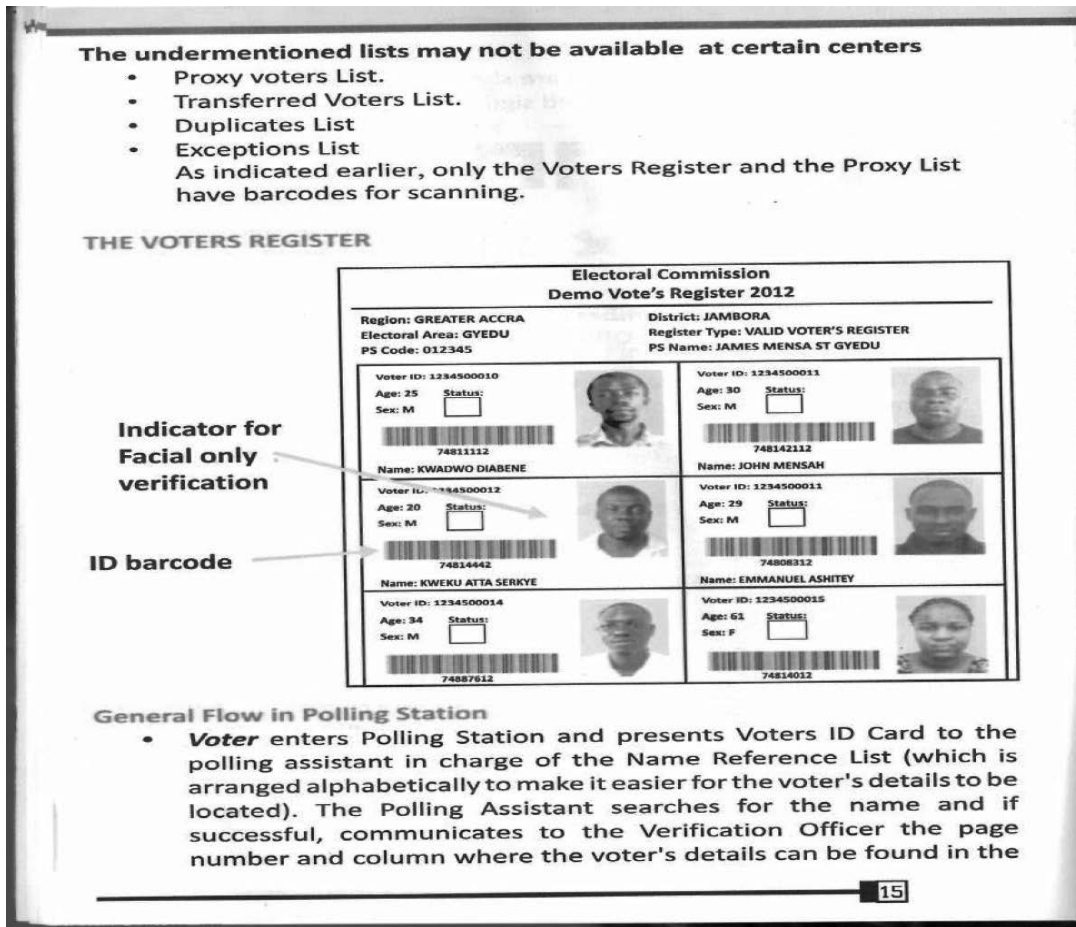 The undermentioned lists may not be available at certain centers
• Proxy voters List.
• Transferred Voters List.
• Duplicates List
• Exceptions List
As indicated earlier, only the Voters Register and the Proxy List
have barcodes for scanning.
THE VOTERS REGISTER
Electoral Commission
Demo Vote's Register 2012
Region: GREATER ACCRA
Electoral Area: GYEDU
PS Code: 012345
District: JAMBORA
Register Type: VALID VOTER'S REGISTER
PS Name: JAMES MENSA ST GYEDU
Voter ID: 1234500010
Age: 25 Status:
Sex: M
74811112
Name: KWADWO DIABENE
Voter ID: 1234500011
Age: 30 Status:
Sex: M
748142112
Name: JOHN MENSAH
Indicator for
Facial only
verification
ID barcode
Voter ID: 1234500012
Age: 20 Status:
Sex: M
74814442
Name: KWEKU ATTA SERKYE
Voter ID: 1234500011
Age: 29 Status:
Sex: M
74808312
Name: EMMANUEL ASHITEY
Voter ID: 1234500014
Age: 34 Status:
Sex: M
74887612
Voter ID: 1234500015
Age: 61 Status:
Sex: F
74814012
General Flow in Polling Station
• Voter enters Polling Station and presents Voters ID Card to the
polling assistant in charge of the Name Reference List (which is
arranged alphabetically to make it easier for the voter's details to be
located). The Polling Assistant searches for the name and if
successful, communicates to the Verification Officer the page
number and column where the voter's details can be found in the
15